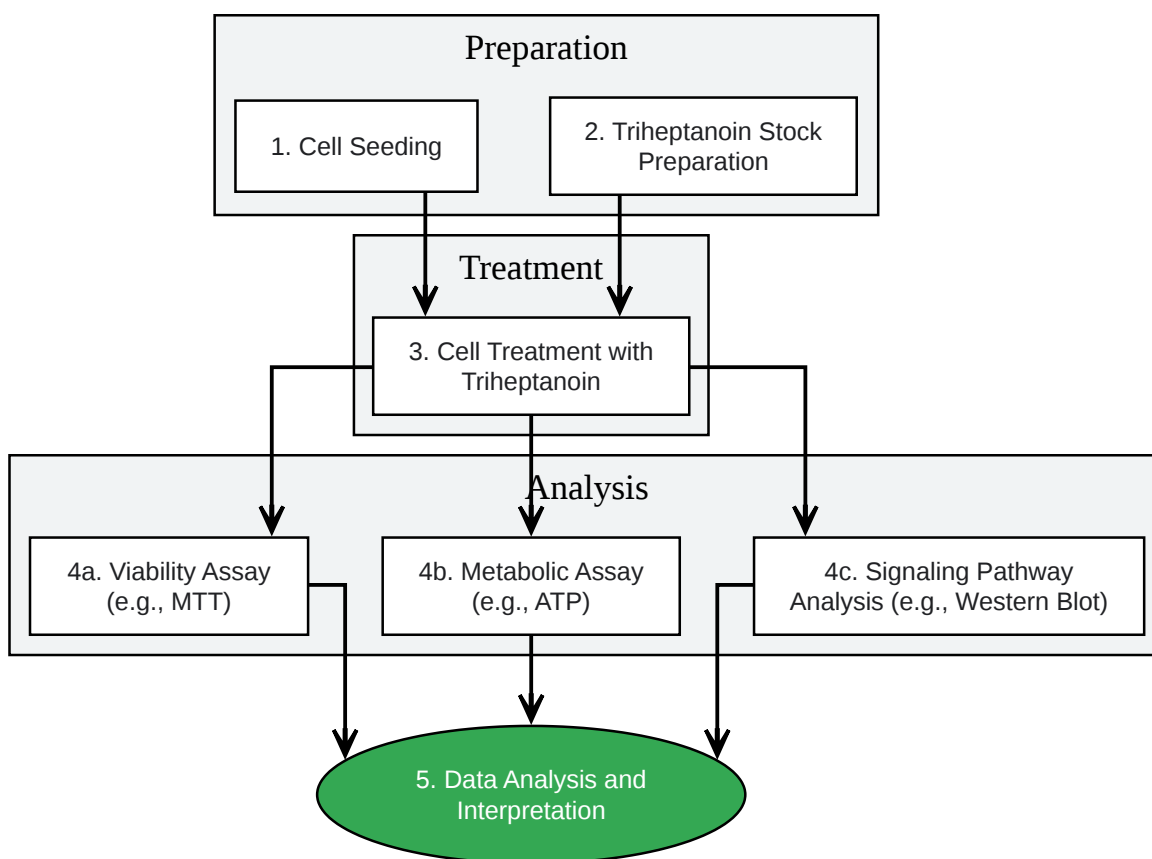 Preparation
1. Cell Seeding
2. Triheptanoin Stock
Preparation
Treatment
3. Cell Treatment with
Triheptanoin
Analysis
4a. Viability Assay
(e.g., MTT)
4b. Metabolic Assay
(e.g., ATP)
4c. Signaling Pathway
Analysis (e.g., Western Blot)
5. Data Analysis and
Interpretation